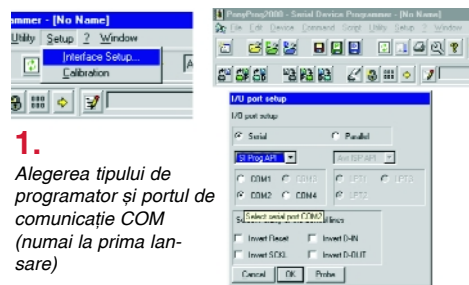 ammer - [No Name]
Utility Setup ? Window
Interface Setup...
Calibration
PonyProg2000 - Serial Device Programmer - [No Name]
File Edit Device Command Script Utility Setup ? Window
I/O port setup
I/O port setup
Serial Parallel
SI Prog API Avr ISP API
COM1 COM3 LPT1 LPT3
COM2 COM4 LPT2
Select serial port COM2 lines
Invert Reset Invert D-IN
Invert SCKL Invert D-OUT
Cancel OK Probe
1.
Alegerea tipului de
programator și portul de
comunicație COM
(numai la prima lan-
sare)